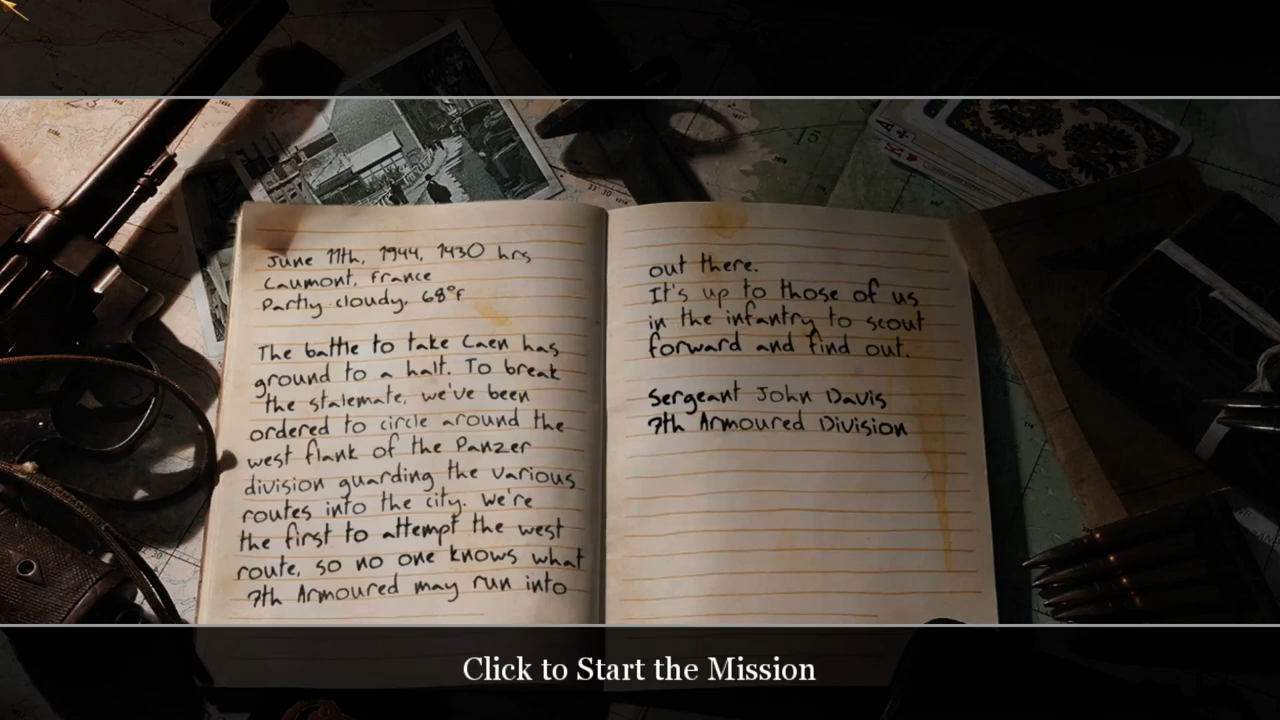 June 11th, 1944, 1430 hrs
Caumont, France
Partly cloudy, 68°F
The battle to take Caen has
ground to a halt. To break
the stalemate, we've been
ordered to circle around the
west flank of the Panzer
division guarding the various
routes into the city. We're
the first to attempt the west
route, so no one knows what
7th Armoured may run into
out there.
It's up to those of us
in the infantry to scout
forward and find out.
Sergeant John Davis
7th Armoured Division
Click to Start the Mission